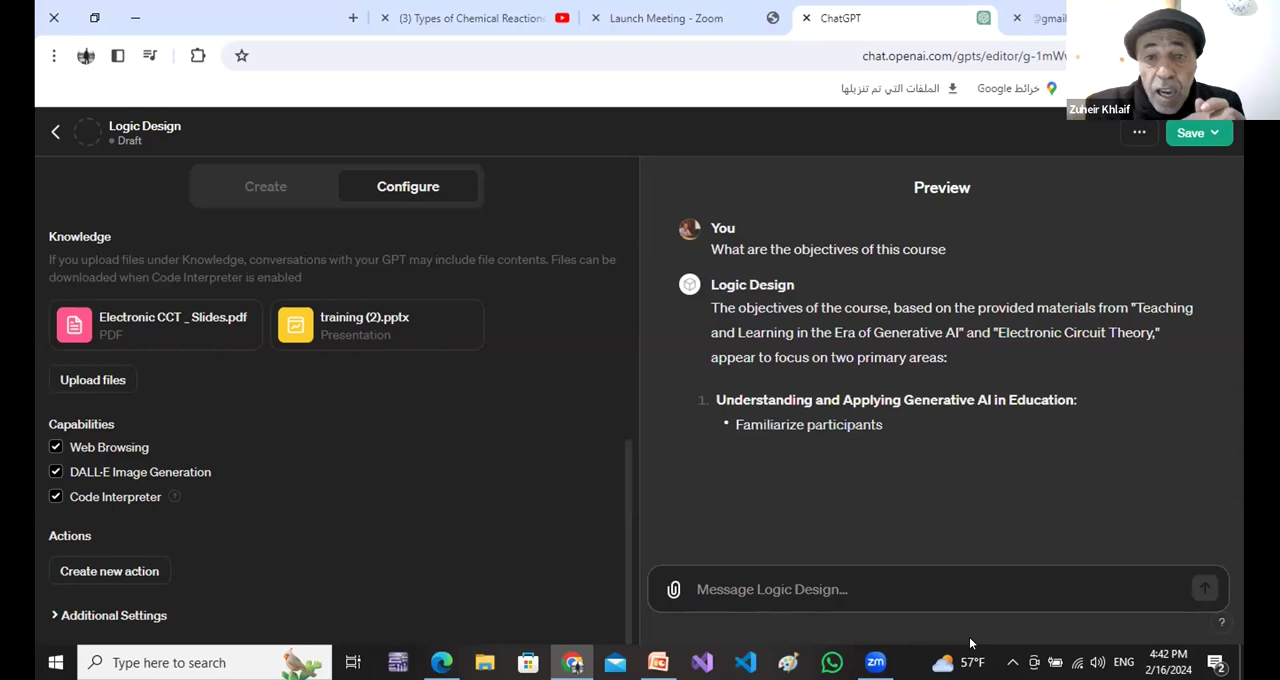 (3) Types of Chemical Reactions
Launch Meeting - Zoom
ChatGPT
@gmai
chat.openai.com/gpts/editor/g-1mW
الملفات التي تم تنزيلها
خرائط Google
Zuheir Khlaif
Logic Design
Draft
Save
Create
Configure
Preview
Knowledge
If you upload files under Knowledge, conversations with your GPT may include file contents. Files can be
downloaded when Code Interpreter is enabled
Electronic CCT _ Slides.pdf
PDF
training (2).pptx
Presentation
Upload files
Capabilities
Web Browsing
DALL·E Image Generation
Code Interpreter
Actions
Create new action
Additional Settings
You
What are the objectives of this course
Logic Design
The objectives of the course, based on the provided materials from "Teaching
and Learning in the Era of Generative AI" and "Electronic Circuit Theory,"
appear to focus on two primary areas:
1. Understanding and Applying Generative AI in Education:
• Familiarize participants
Message Logic Design...
?
Type here to search
zm
57°F
ENG
4:42 PM
2/16/2024
2